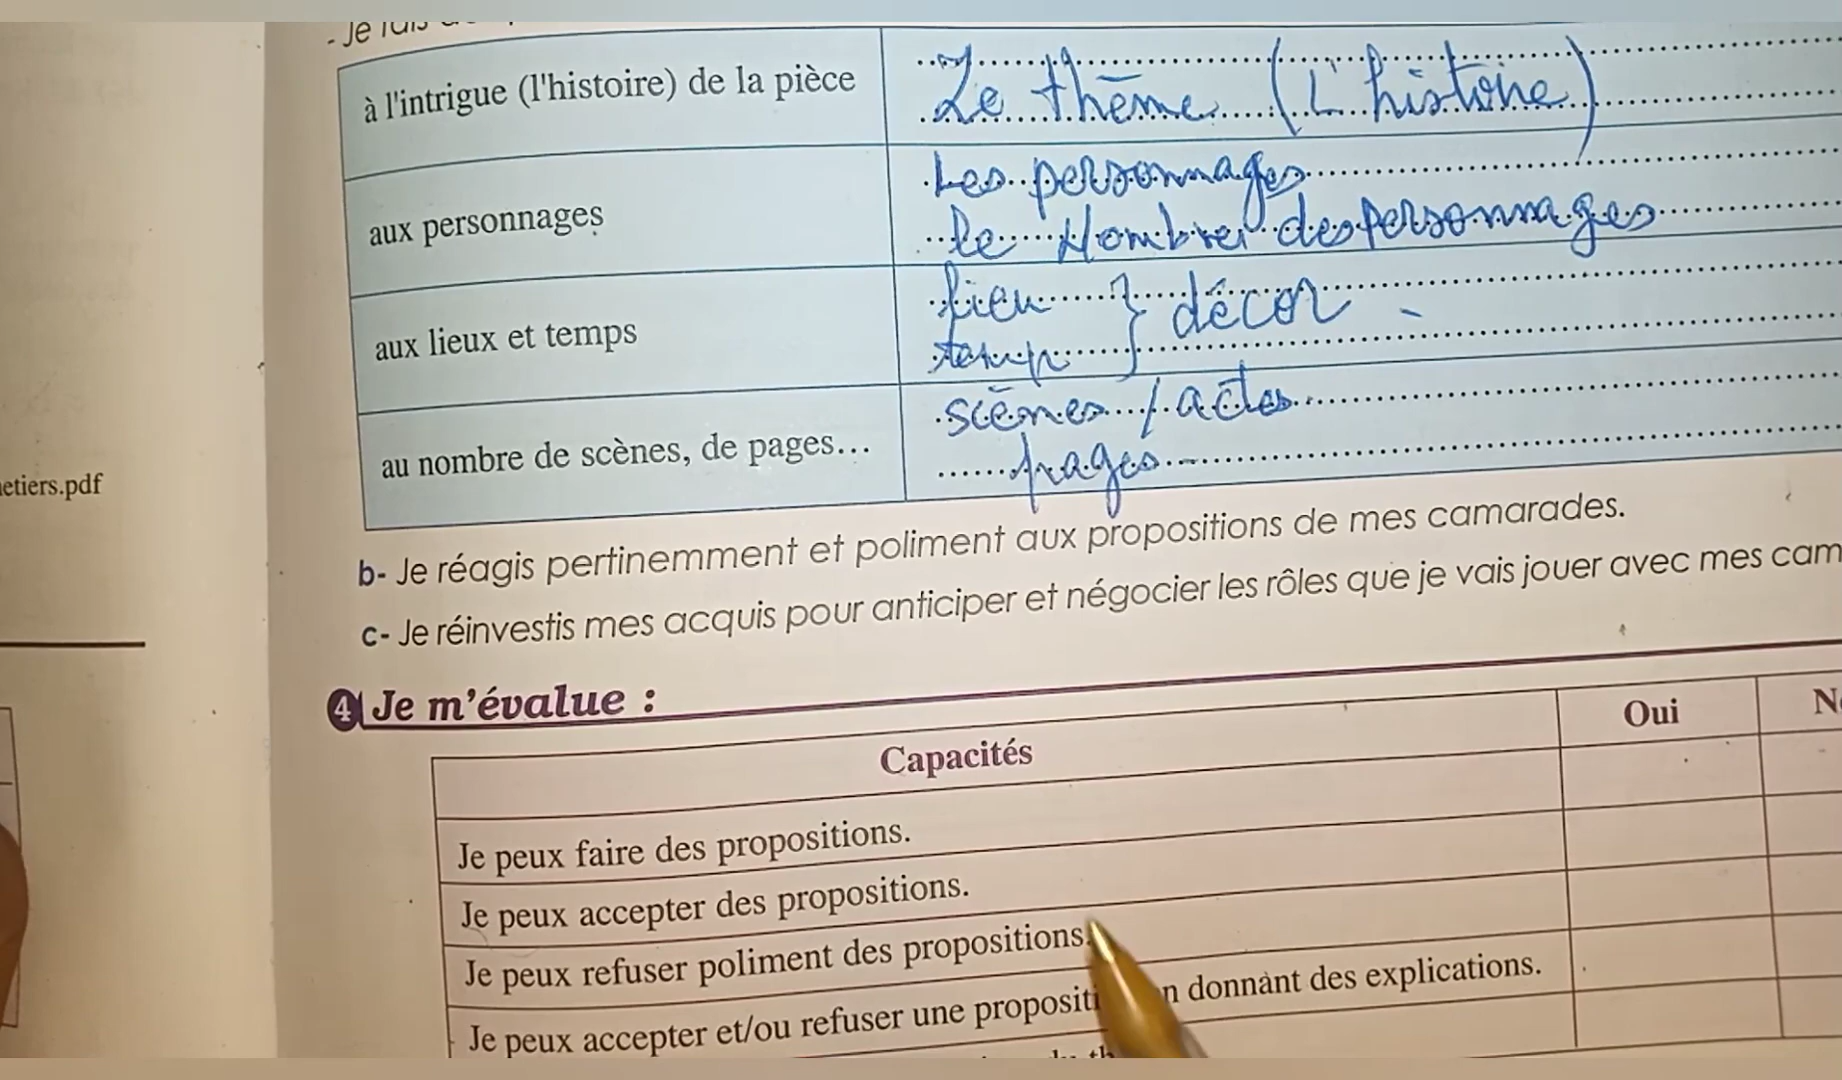 - Je fais
à l'intrigue (l'histoire) de la pièce
Le thème (L'histoire)
aux personnages
Les personnages
le Nombre des personnages
aux lieux et temps
lieu } décor
temp
au nombre de scènes, de pages...
scènes / actes
pages
etiers.pdf
b- Je réagis pertinemment et poliment aux propositions de mes camarades.
c- Je réinvestis mes acquis pour anticiper et négocier les rôles que je vais jouer avec mes cam
4 Je m'évalue :
Capacités
Oui
N
Je peux faire des propositions.
Je peux accepter des propositions.
Je peux refuser poliment des propositions.
Je peux accepter et/ou refuser une propositi n donnant des explications.